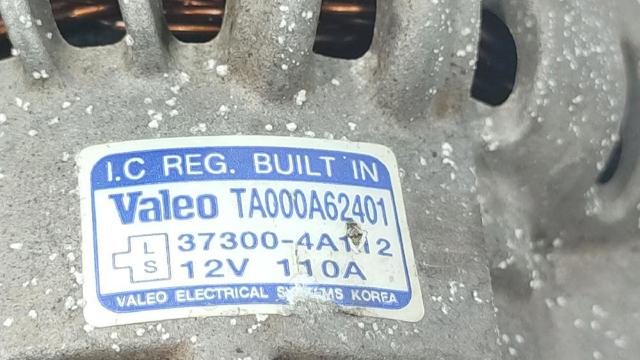 I.C REG. BUILT IN
Valeo TA000A62401
L 37300-4A112
S 12V 110A
VALEO ELECTRICAL SYSTEMS KOREA